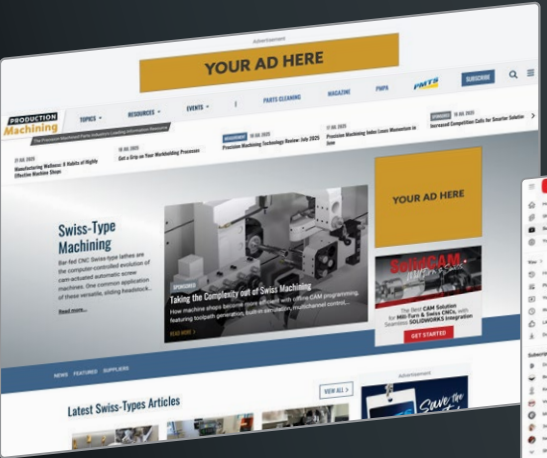 Advertisement
YOUR AD HERE
PRODUCTION
Machining
TOPICS
RESOURCES
EVENTS
|
PARTS CLEANING
MAGAZINE
PMPA
PMTS
SUBSCRIBE
The Precision Machined Parts Industry's Leading Information Resource
21 JUL 2025
Manufacturing Wellness: 8 Habits of Highly
Effective Machine Shops
18 JUL 2025
Get a Grip on Your Workholding Processes
18 JUL 2025
Precision Machining Technology Review: July 2025
17 JUL 2025
Precision Machining Index Loses Momentum in
June
SPONSORED
Increased Competition Calls for Smarter Solution
Swiss-Type
Machining
Bar-fed CNC Swiss-type lathes are
the computer-controlled evolution of
cam-actuated automatic screw
machines. One common application
of these versatile, sliding headstock...
Read more...
SPONSORED
Taking the Complexity out of Swiss Machining
How machine shops become more efficient with offline CAM programming,
featuring toolpath generation, built-in simulation, multichannel control,...
READ MORE
YOUR AD HERE
SolidCAM
The Best CAM Solution
for Mill-Turn & Swiss CNCs, with
Seamless SOLIDWORKS Integration
GET STARTED
NEWS
FEATURED
SUPPLIERS
Latest Swiss-Types Articles
VIEW ALL >
Advertisement
Save the